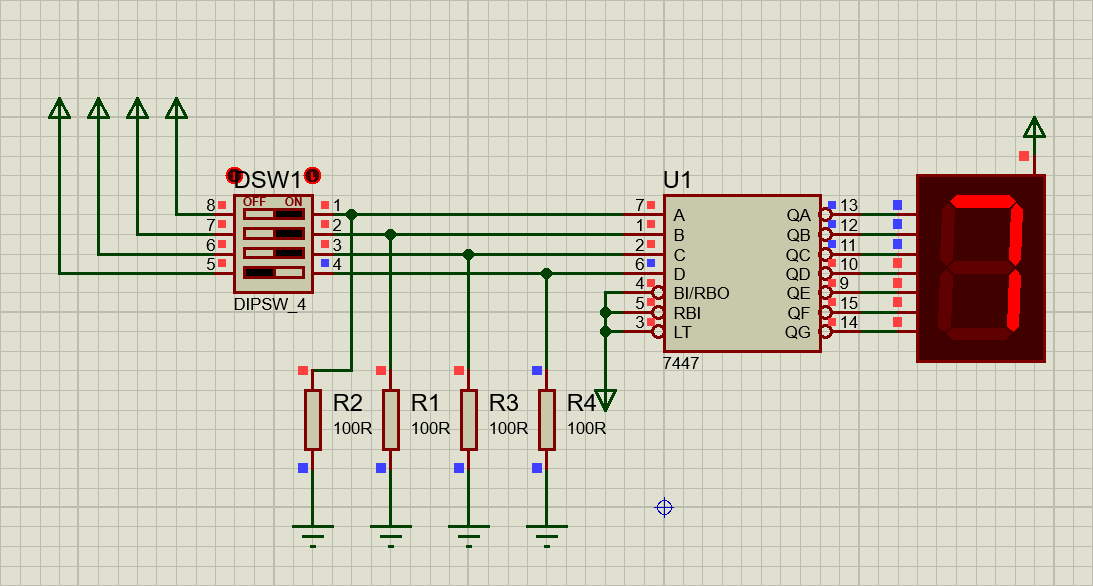 DSW1
OFF ON
8 1
7 2
6 3
5 4
DIPSW_4
U1
7 A QA 13
1 B QB 12
2 C QC 11
6 D QD 10
4 BI/RBO QE 9
5 RBI QF 15
3 LT QG 14
7447
R2
100R
R1
100R
R3
100R
R4
100R